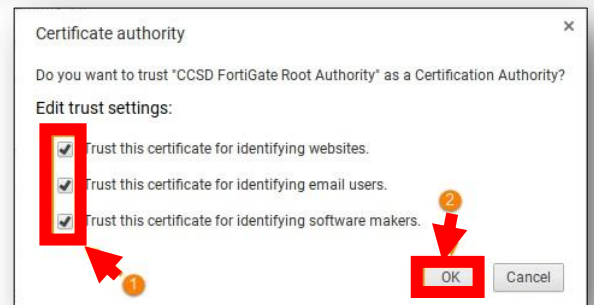 Certificate authority ×
Do you want to trust "CCSD FortiGate Root Authority" as a Certification Authority?
Edit trust settings:
Trust this certificate for identifying websites.
Trust this certificate for identifying email users.
Trust this certificate for identifying software makers.
2
OK Cancel
1